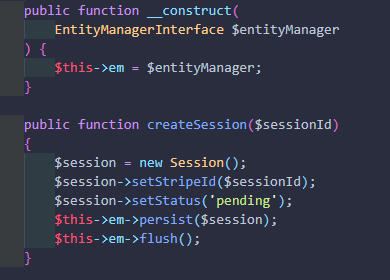 public function __construct(
    EntityManagerInterface $entityManager
) {
    $this->em = $entityManager;
}

public function createSession($sessionId)
{
    $session = new Session();
    $session->setStripeId($sessionId);
    $session->setStatus('pending');
    $this->em->persist($session);
    $this->em->flush();
}